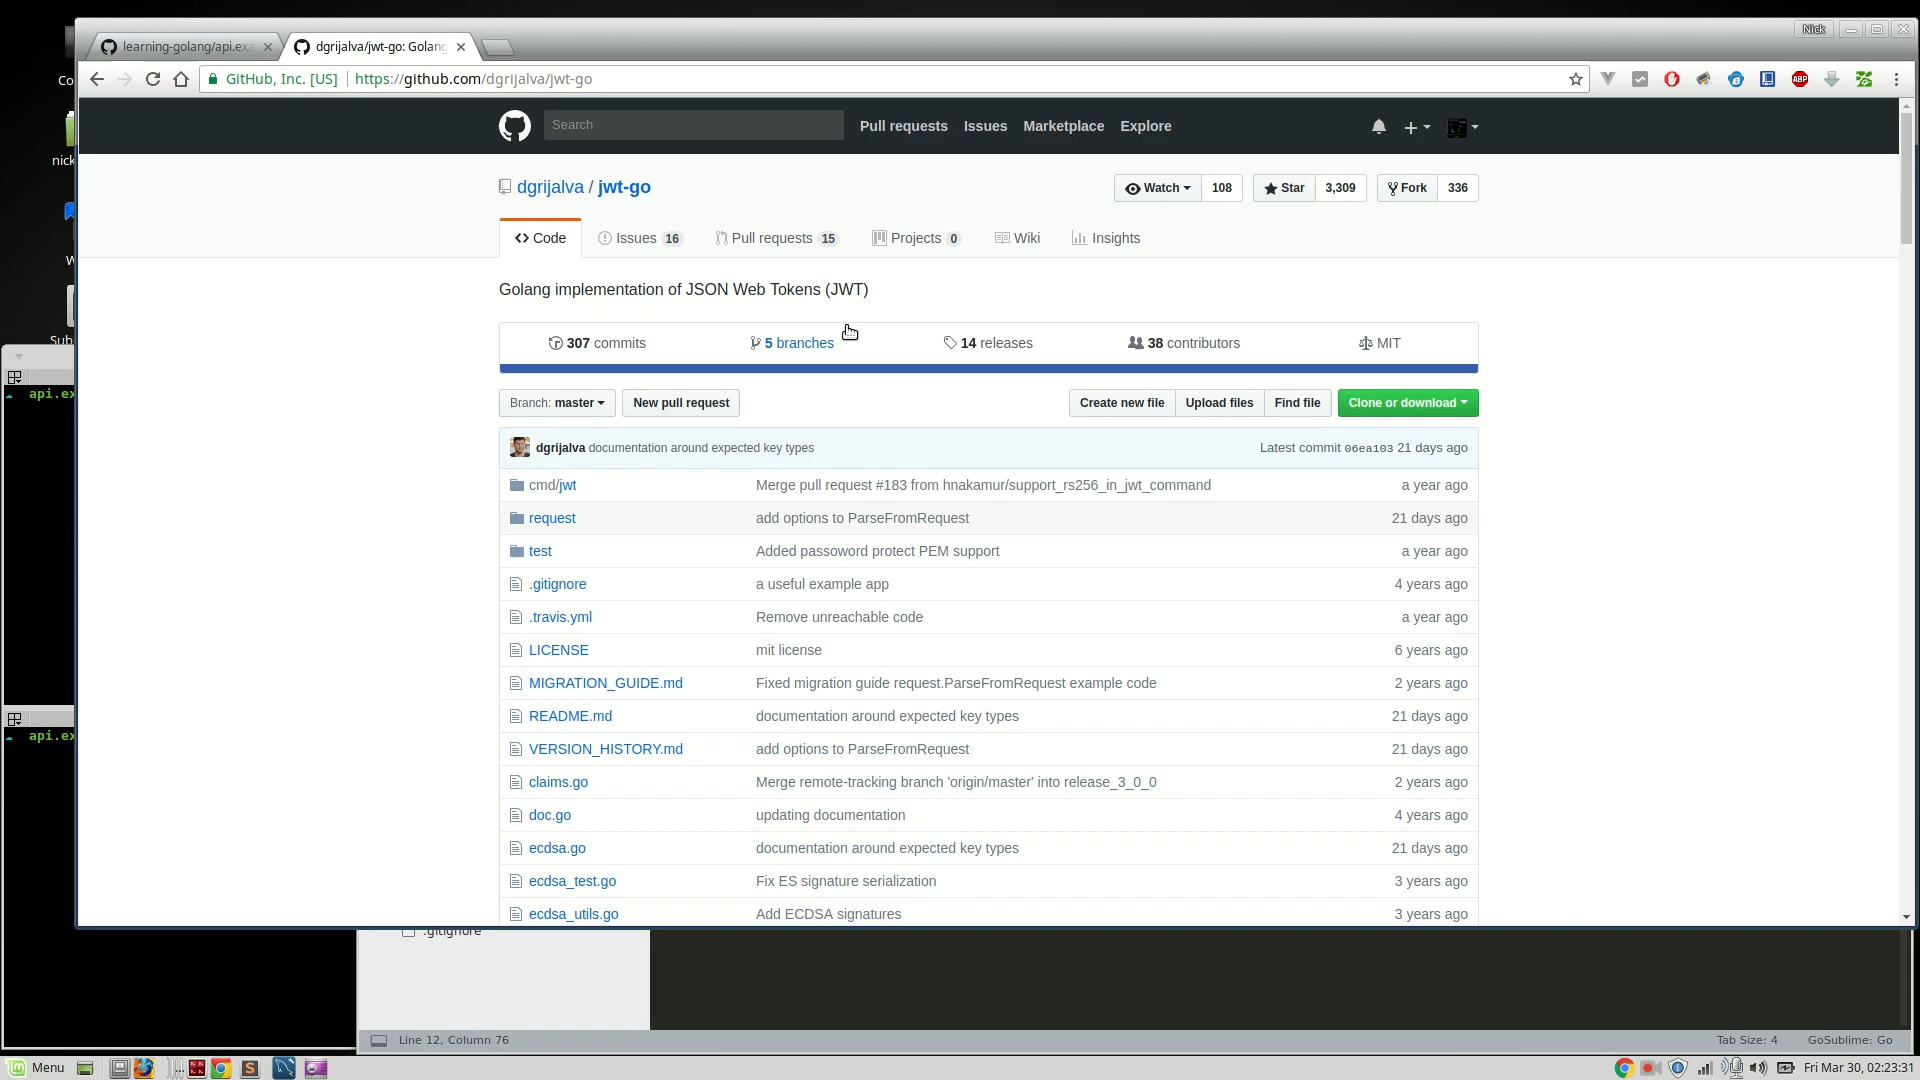 Nick
learning-golang/api.exa
dgrijalva/jwt-go: Golang
GitHub, Inc. [US] https://github.com/dgrijalva/jwt-go
ABP
Search
Pull requests Issues Marketplace Explore
dgrijalva / jwt-go
Watch 108 Star 3,309 Fork 336
Code Issues 16 Pull requests 15 Projects 0 Wiki Insights
Golang implementation of JSON Web Tokens (JWT)
307 commits 5 branches 14 releases 38 contributors MIT
Branch: master New pull request Create new file Upload files Find file Clone or download
dgrijalva documentation around expected key types Latest commit 06ea103 21 days ago
cmd/jwt Merge pull request #183 from hnakamur/support_rs256_in_jwt_command a year ago
request add options to ParseFromRequest 21 days ago
test Added passoword protect PEM support a year ago
.gitignore a useful example app 4 years ago
.travis.yml Remove unreachable code a year ago
LICENSE mit license 6 years ago
MIGRATION_GUIDE.md Fixed migration guide request.ParseFromRequest example code 2 years ago
README.md documentation around expected key types 21 days ago
VERSION_HISTORY.md add options to ParseFromRequest 21 days ago
claims.go Merge remote-tracking branch 'origin/master' into release_3_0_0 2 years ago
doc.go updating documentation 4 years ago
ecdsa.go documentation around expected key types 21 days ago
ecdsa_test.go Fix ES signature serialization 3 years ago
ecdsa_utils.go Add ECDSA signatures 3 years ago
Co
nick
W
Sub
api.ex
api.ex
.gitignore
Line 12, Column 76 Tab Size: 4 GoSublime: Go
Menu Fri Mar 30, 02:23:31